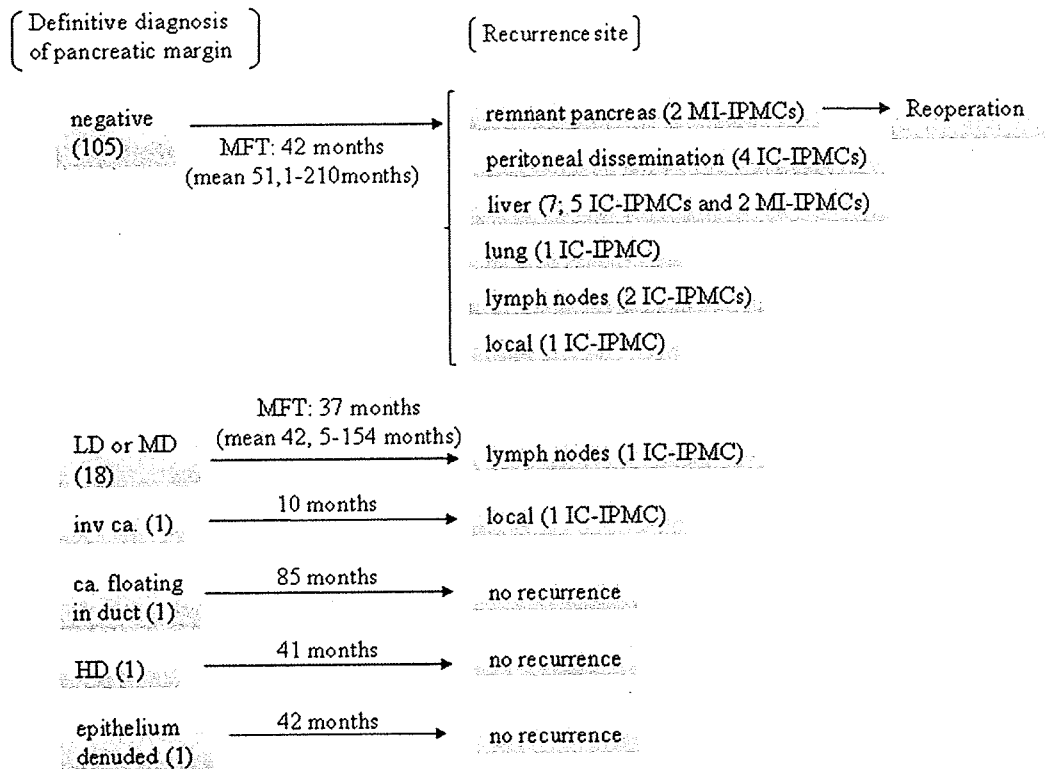 Definitive diagnosis
of pancreatic margin
Recurrence site
negative
(105)
MFT: 42 months
(mean 51,1-210months)
remnant pancreas (2 MI-IPMCs)
Reoperation
peritoneal dissemination (4 IC-IPMCs)
liver (7; 5 IC-IPMCs and 2 MI-IPMCs)
lung (1 IC-IPMC)
lymph nodes (2 IC-IPMCs)
local (1 IC-IPMC)
LD or MD
(18)
MFT: 37 months
(mean 42, 5-154 months)
lymph nodes (1 IC-IPMC)
inv ca. (1)
10 months
local (1 IC-IPMC)
ca. floating
in duct (1)
85 months
no recurrence
HD (1)
41 months
no recurrence
epithelium
denuded (1)
42 months
no recurrence